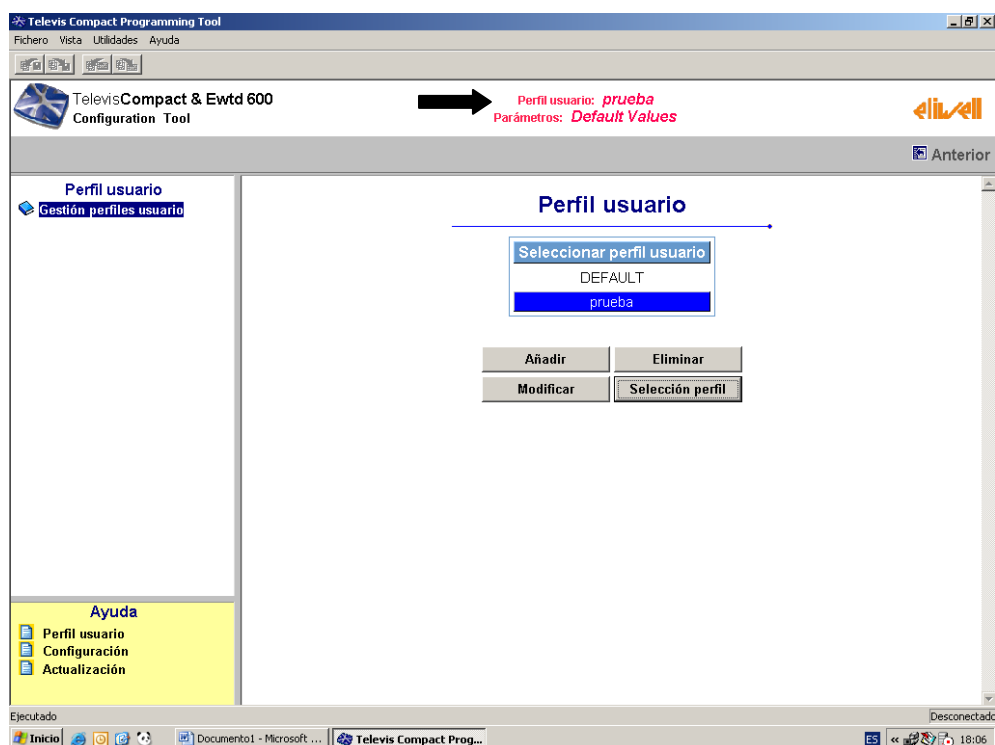 Televis Compact Programming Tool
Fichero Vista Utilidades Ayuda
TelevisCompact & Ewtd 600
Configuration Tool
Perfil usuario: prueba
Parámetros: Default Values
eliwell
Anterior
Perfil usuario
Gestión perfiles usuario
Perfil usuario
Seleccionar perfil usuario
DEFAULT
prueba
Añadir
Eliminar
Modificar
Selección perfil
Ayuda
Perfil usuario
Configuración
Actualización
Ejecutado
Desconectado
Inicio
Documento1 - Microsoft ...
Televis Compact Prog...
ES
18:06